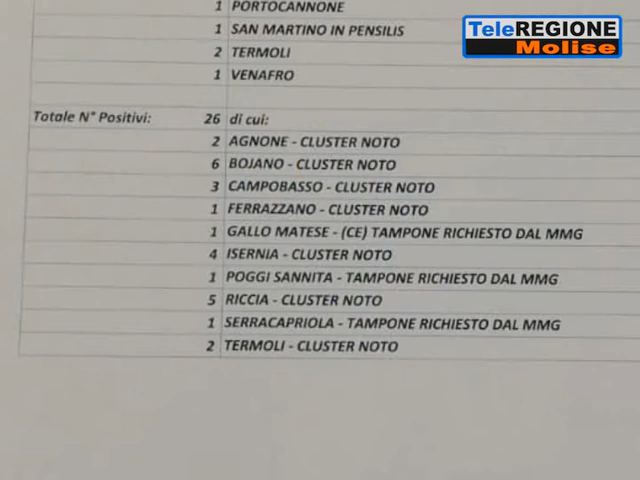 1 PORTOCANNONE
1 SAN MARTINO IN PENSILIS
2 TERMOLI
1 VENAFRO
TeleREGIONE
Molise
Totale N° Positivi: 26 di cui:
2 AGNONE - CLUSTER NOTO
6 BOJANO - CLUSTER NOTO
3 CAMPOBASSO - CLUSTER NOTO
1 FERRAZZANO - CLUSTER NOTO
1 GALLO MATESE - (CE) TAMPONE RICHIESTO DAL MMG
4 ISERNIA - CLUSTER NOTO
1 POGGI SANNITA - TAMPONE RICHIESTO DAL MMG
5 RICCIA - CLUSTER NOTO
1 SERRACAPRIOLA - TAMPONE RICHIESTO DAL MMG
2 TERMOLI - CLUSTER NOTO